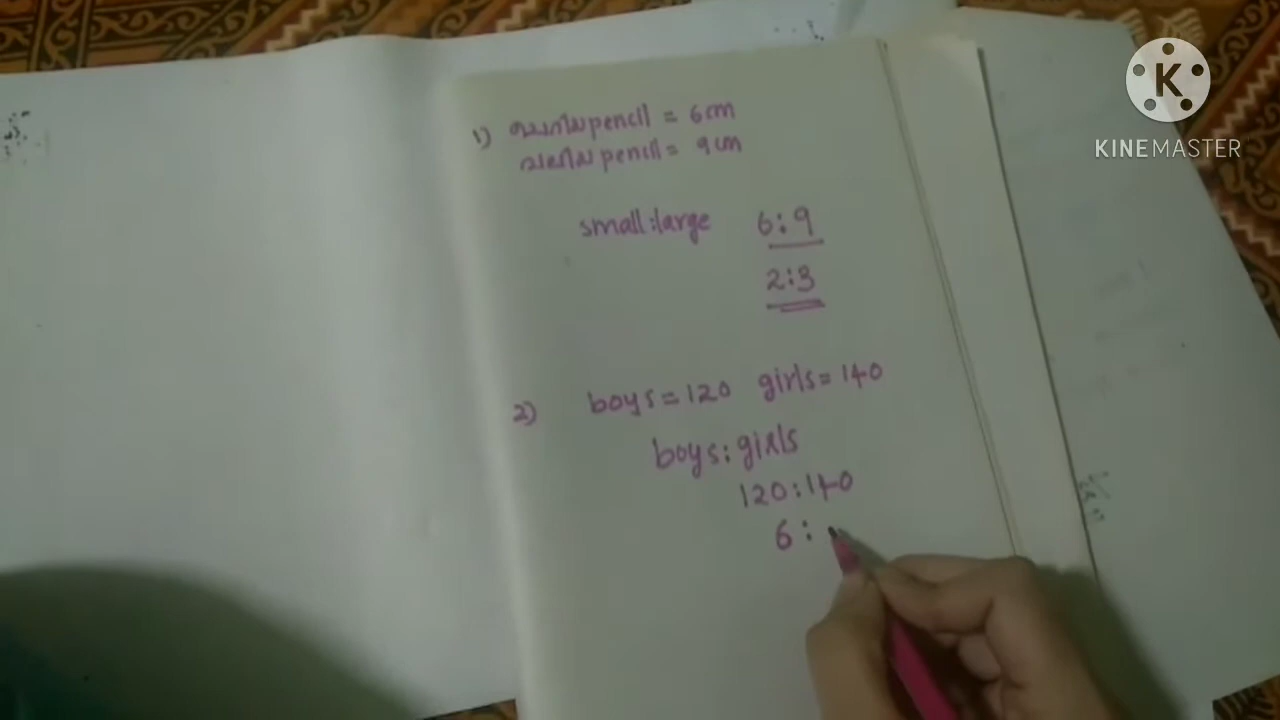 1) ചെറിയ pencil = 6cm
വലിയ pencil = 9cm
small:large 6:9
2:3
2) boys = 120 girls = 140
boys : girls
120:140
6:
K
KINEMASTER